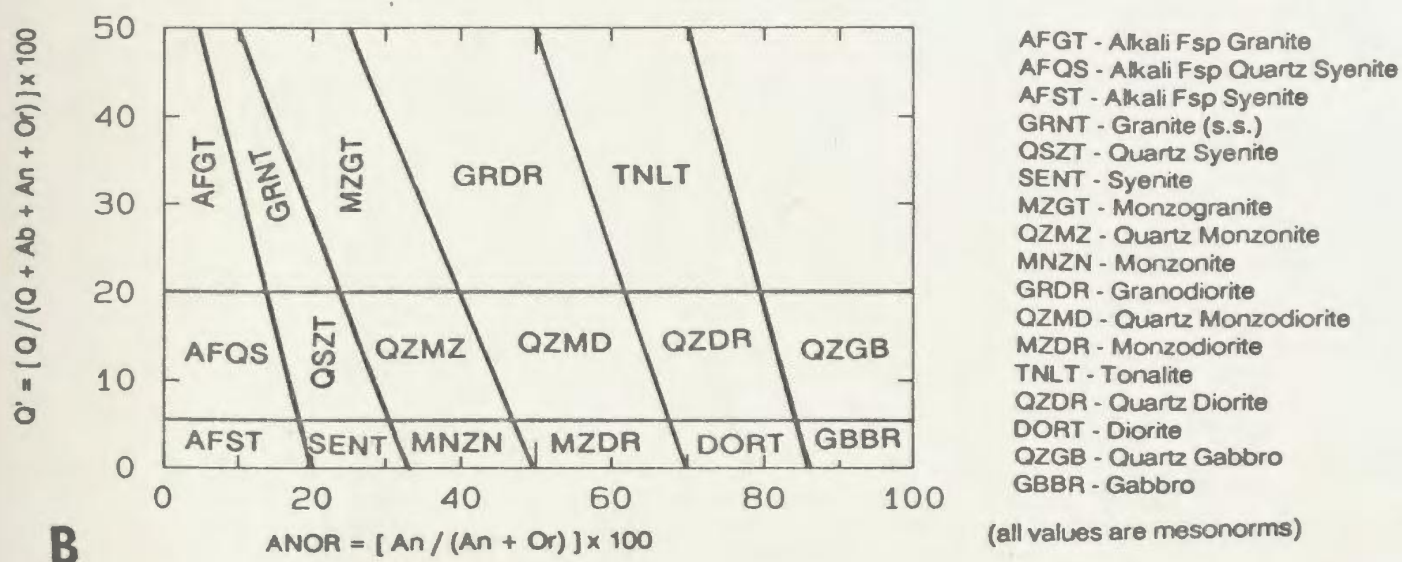 Q' = [ Q / (Q + Ab + An + Or) ] x 100
50
40
30
20
10
0
AFGT
GRNT
MZGT
GRDR
TNLT
AFQS
QSZT
QZMZ
QZMD
QZDR
QZGB
AFST
SENT
MNZN
MZDR
DORT
GBBR
0 20 40 60 80 100
ANOR = [ An / (An + Or) ] x 100
B
AFGT - Alkali Fsp Granite
AFQS - Alkali Fsp Quartz Syenite
AFST - Alkali Fsp Syenite
GRNT - Granite (s.s.)
QSZT - Quartz Syenite
SENT - Syenite
MZGT - Monzogranite
QZMZ - Quartz Monzonite
MNZN - Monzonite
GRDR - Granodiorite
QZMD - Quartz Monzodiorite
MZDR - Monzodiorite
TNLT - Tonalite
QZDR - Quartz Diorite
DORT - Diorite
QZGB - Quartz Gabbro
GBBR - Gabbro
(all values are mesonorms)